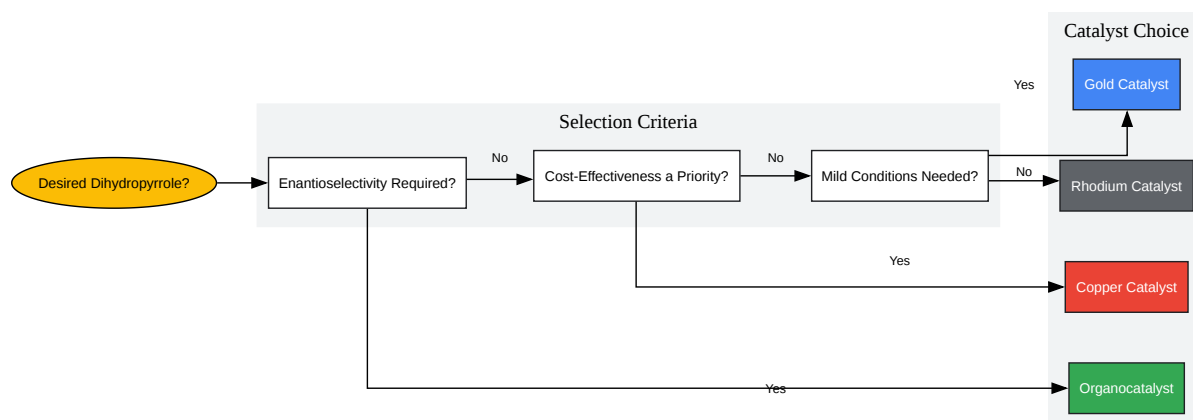 Catalyst Choice
Yes
Gold Catalyst
Selection Criteria
Desired Dihydropyrrole?
Enantioselectivity Required?
No
Cost-Effectiveness a Priority?
No
Mild Conditions Needed?
No
Rhodium Catalyst
Yes
Copper Catalyst
Yes
Organocatalyst